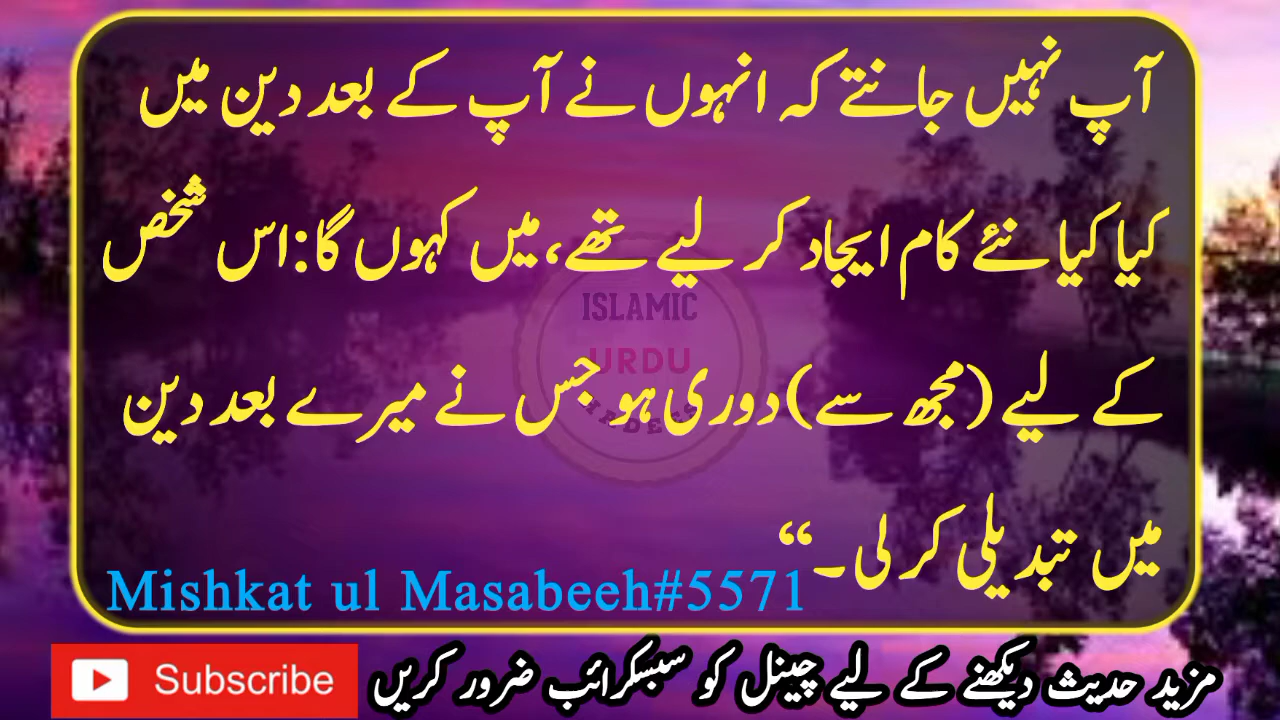 آپ نہیں جانتے کہ انہوں نے آپ کے بعد دین میں
کیا کیا نئے کام ایجاد کر لیے تھے، میں کہوں گا: اس شخص
کے لیے (مجھ سے) دوری ہو جس نے میرے بعد دین
میں تبدیلی کر لی۔“
Mishkat ul Masabeeh#5571
ISLAMIC
URDU
HADEES
Subscribe
مزید حدیث دیکھنے کے لیے چینل کو سبسکرائب ضرور کریں